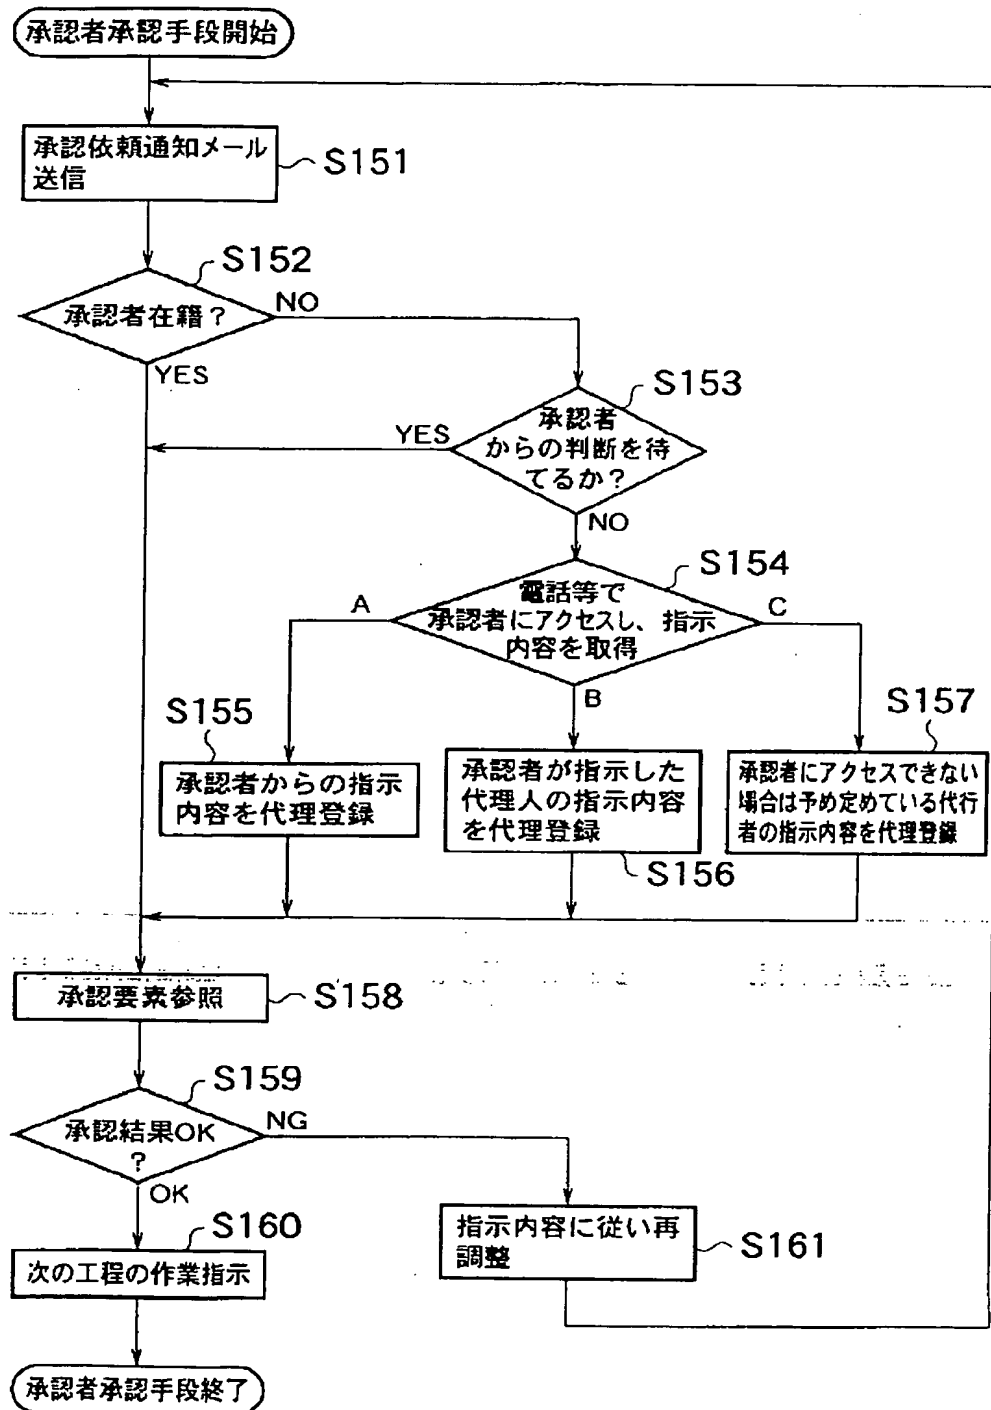 承認者承認手段開始
承認依頼通知メール
送信
S151
S152
承認者在籍？
NO
YES
S153
承認者
からの判断を待
てるか？
YES
NO
S154
電話等で
承認者にアクセスし、指示
内容を取得
A
B
C
S155
承認者からの指示
内容を代理登録
承認者が指示した
代理人の指示内容
を代理登録
S156
S157
承認者にアクセスできない
場合は予め定めている代行
者の指示内容を代理登録
承認要素参照
S158
S159
承認結果OK
？
NG
OK
S160
次の工程の作業指示
指示内容に従い再
調整
S161
承認者承認手段終了